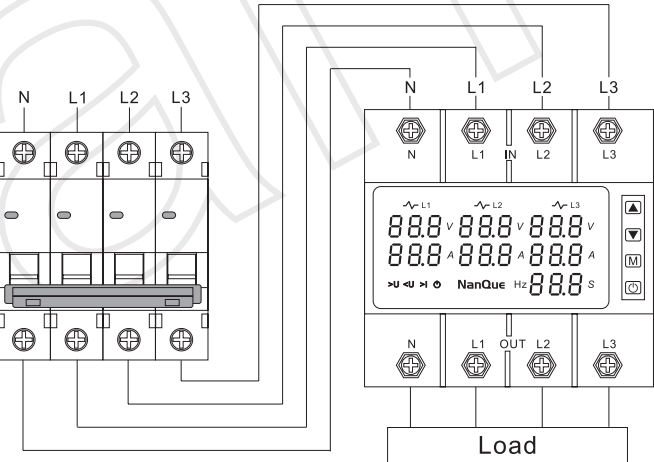 N L1 L2 L3
N L1 L2 L3
N L1 IN L2 L3
L1 L2 L3
88.8 V 88.8 V 88.8 V
88.8 A 88.8 A 88.8 A
>U <U >I NanQue Hz 88.8 S
M
N L1 OUT L2 L3
Load